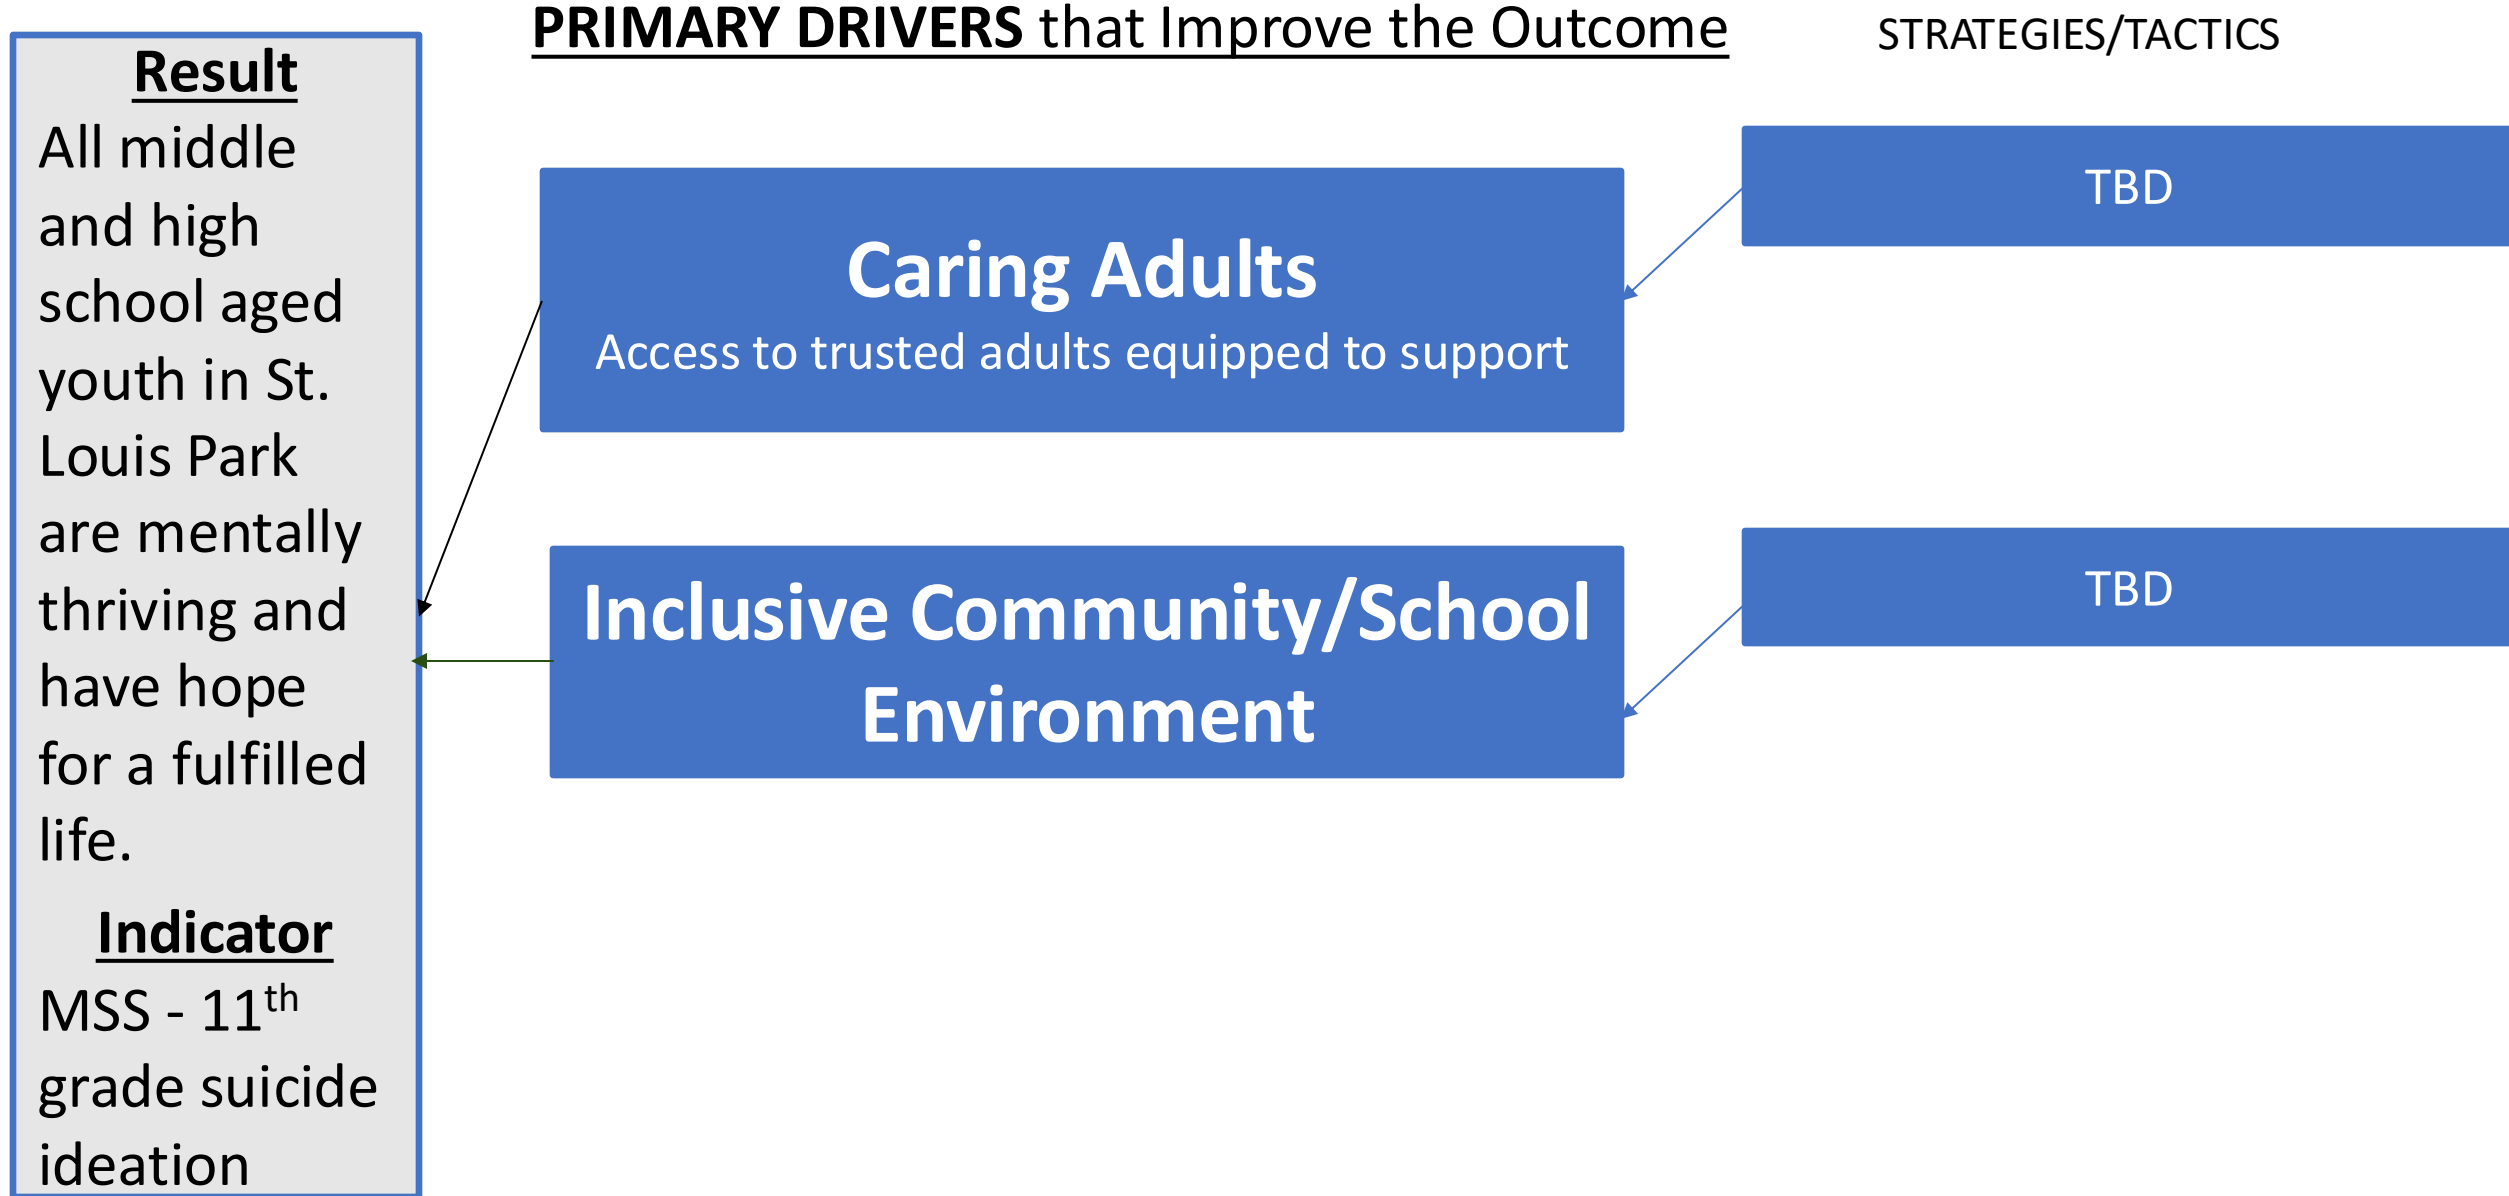 PRIMARY DRIVERS that Improve the Outcome
STRATEGIES/TACTICS
Result
All middle
and high
school aged
youth in St.
Louis Park
are mentally
thriving and
have hope
for a fulfilled
life.
Indicator
MSS - 11th
grade suicide
ideation
Caring Adults
Access to trusted adults equipped to support
Inclusive Community/School
Environment
TBD
TBD